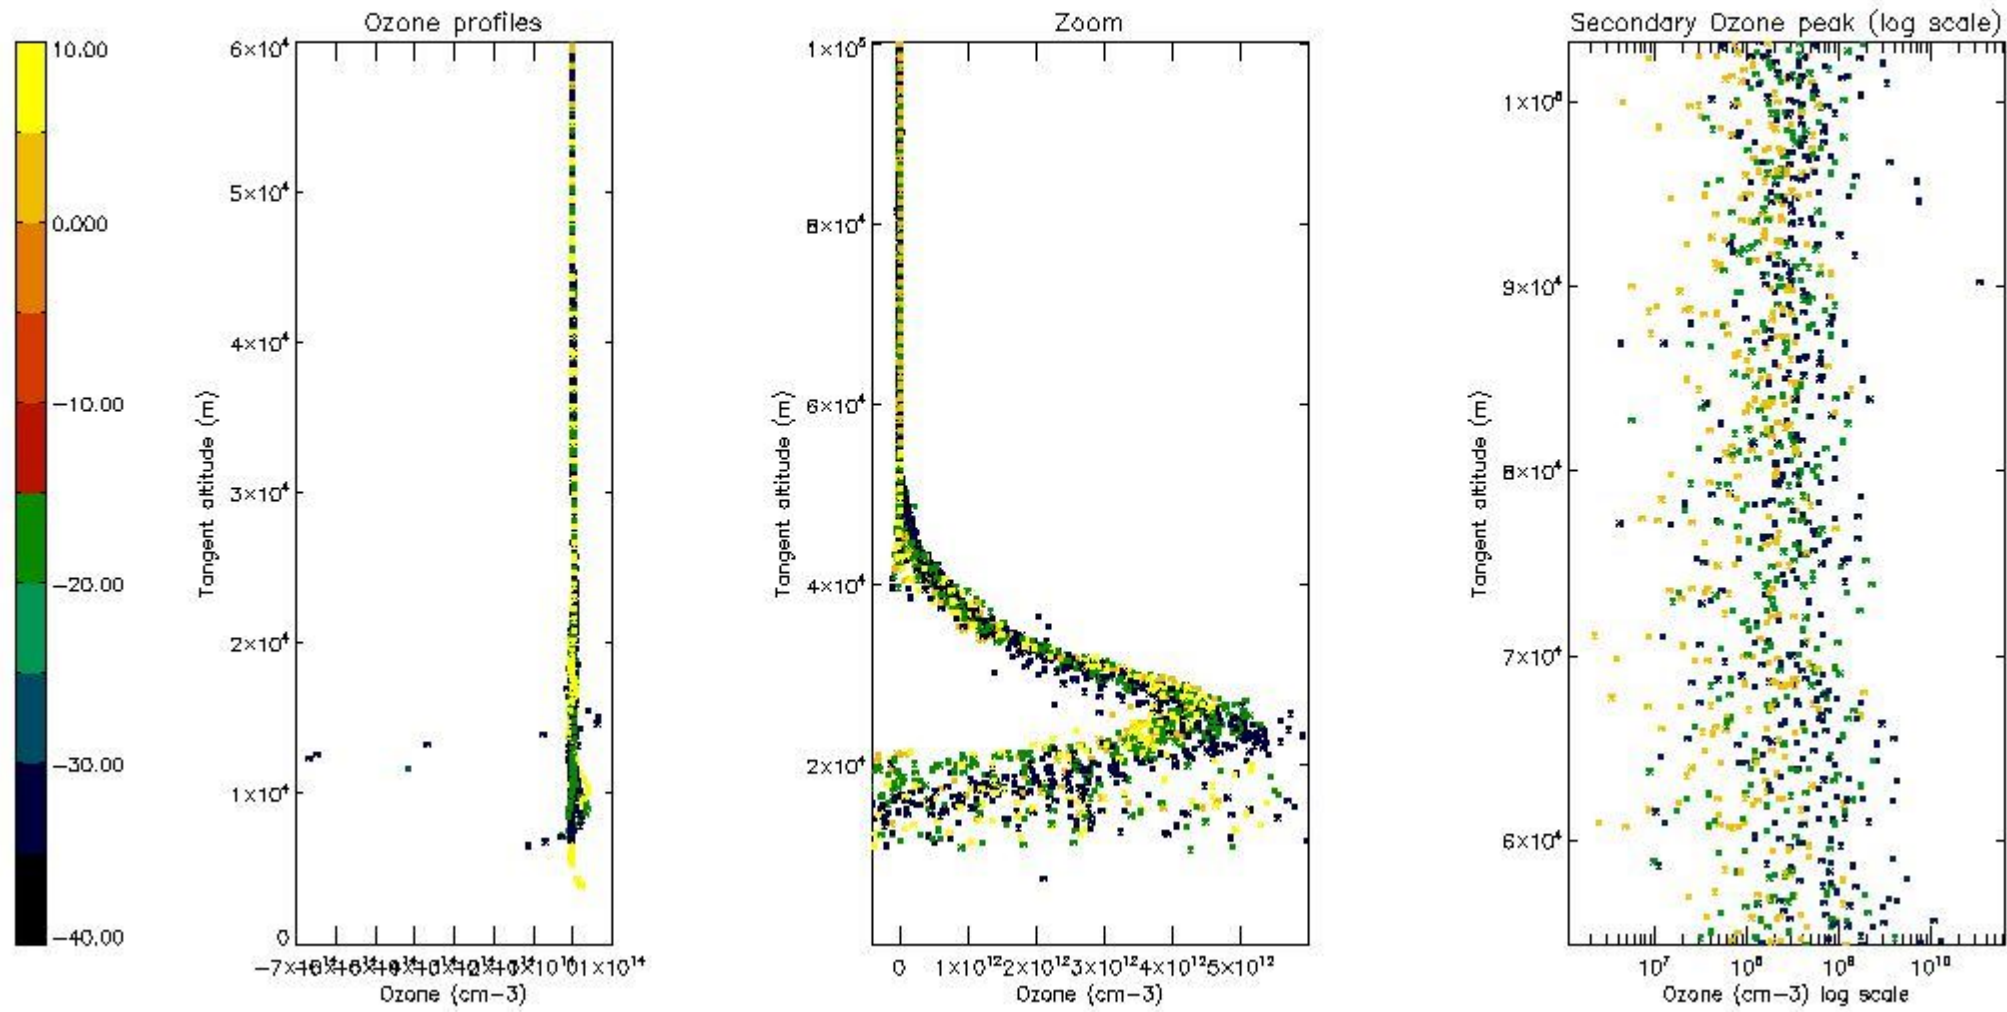 Ozone profiles
Zoom
Secondary Ozone peak (log scale)
10.00
0.000
−10.00
−20.00
−30.00
−40.00
6×10⁴
5×10⁴
4×10⁴
3×10⁴
2×10⁴
1×10⁴
0
Tangent altitude (m)
1×10¹⁴
Ozone (cm−3)
1×10⁵
8×10⁴
6×10⁴
4×10⁴
2×10⁴
Tangent altitude (m)
0 1×10¹² 2×10¹² 3×10¹² 4×10¹² 5×10¹²
Ozone (cm−3)
1×10⁵
9×10⁴
8×10⁴
7×10⁴
6×10⁴
Tangent altitude (m)
10⁷ 10⁸ 10⁹ 10¹⁰
Ozone (cm−3) log scale